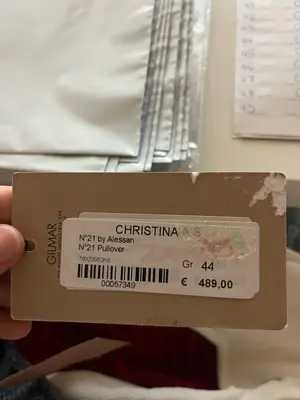 CHRISTINA A.S
N°21 by Alessan
N°21 Pullover
Gr 44
00057349
€ 489,00
GILMAR